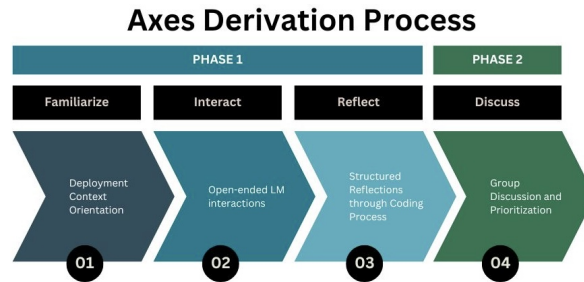 Axes Derivation Process
PHASE 1
PHASE 2
Familiarize
Interact
Reflect
Discuss
Deployment
Context
Orientation
Open-ended LM
interactions
Structured
Reflections
through Coding
Process
Group
Discussion and
Prioritization
01
02
03
04